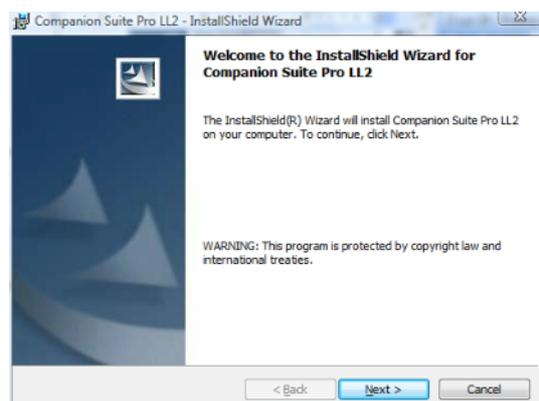 Companion Suite Pro LL2 - InstallShield Wizard
Welcome to the InstallShield Wizard for
Companion Suite Pro LL2
The InstallShield(R) Wizard will install Companion Suite Pro LL2
on your computer. To continue, click Next.
WARNING: This program is protected by copyright law and
international treaties.
< Back
Next >
Cancel